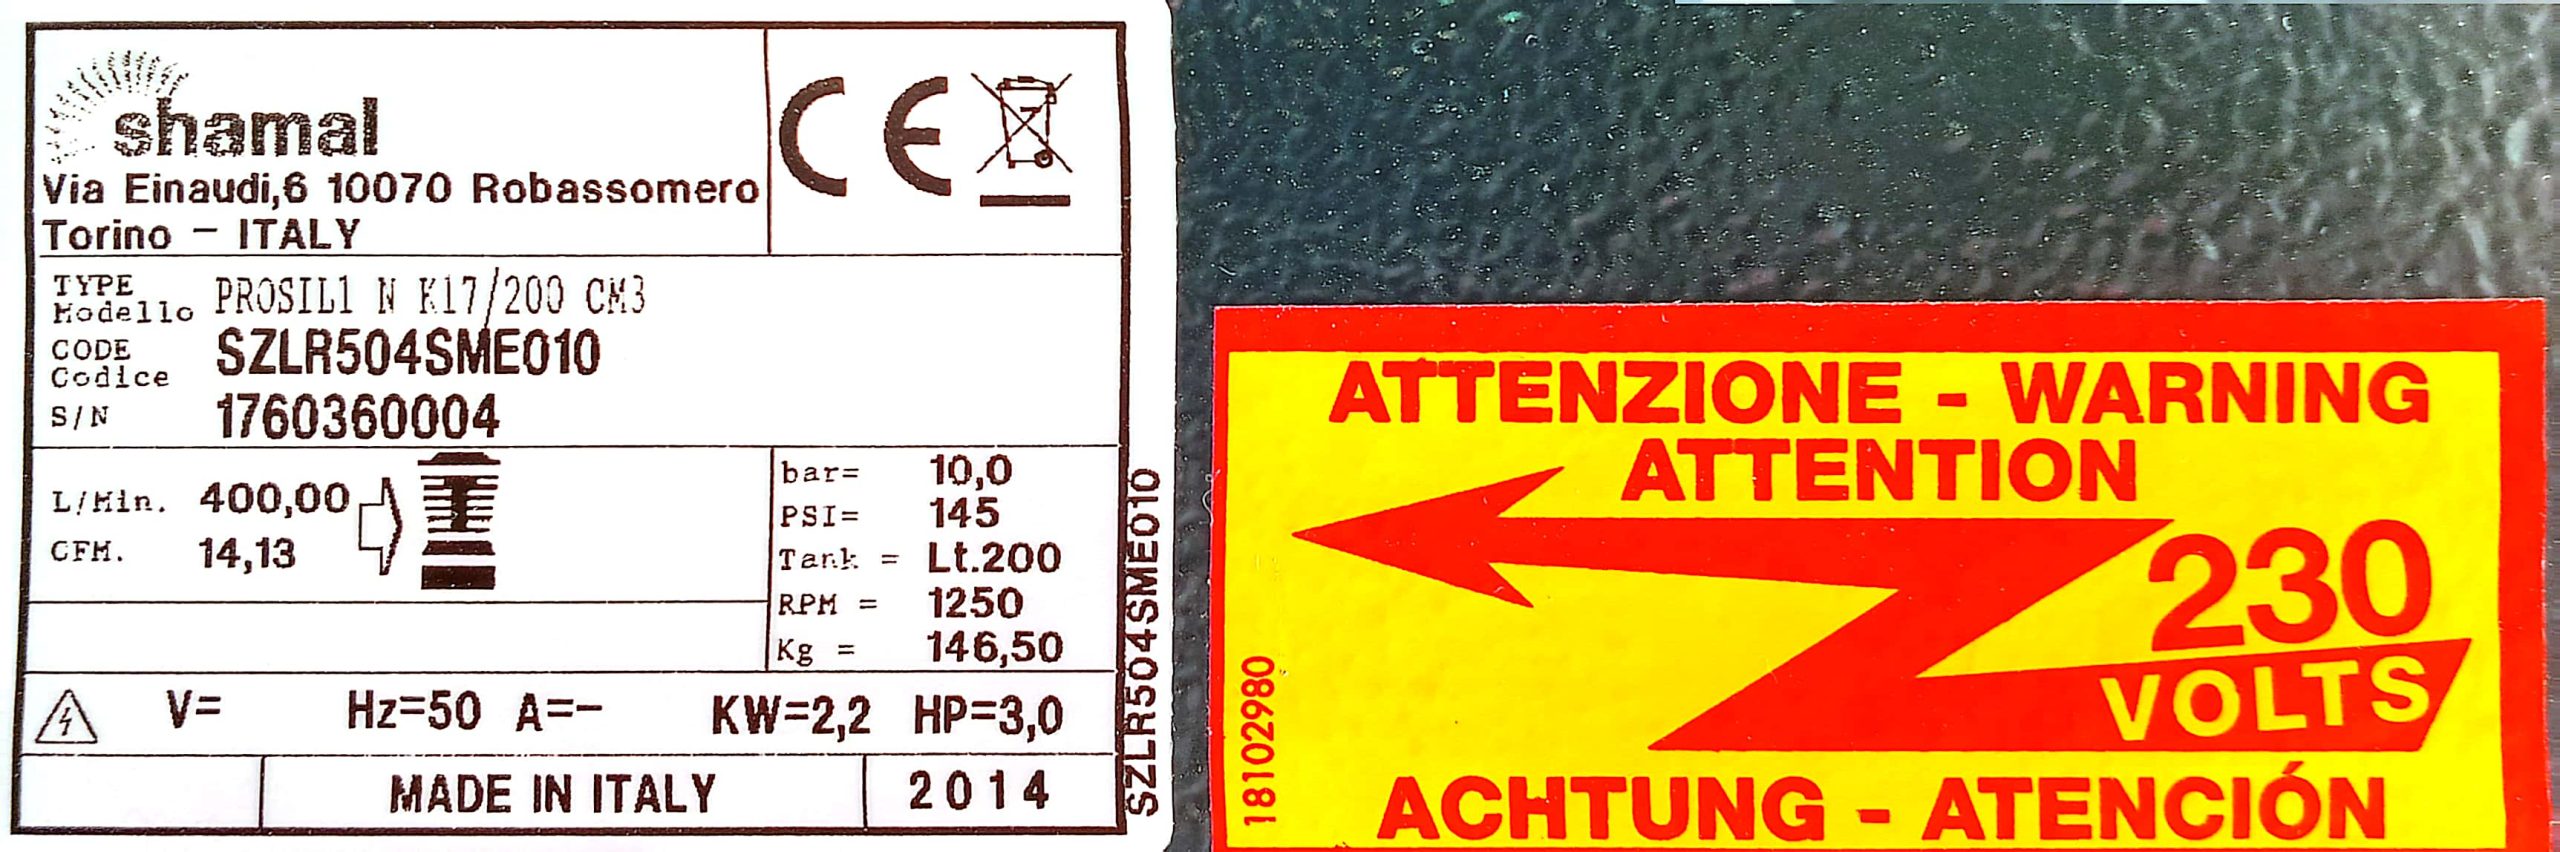 shamal
Via Einaudi,6 10070 Robassomero
Torino - ITALY
CE
TYPE
Modello PROSIL1 N K17/200 CM3
CODE
Codice SZLR504SME010
S/N 1760360004
L/Min. 400,00
CFM. 14,13
bar= 10,0
PSI= 145
Tank = Lt.200
RPM = 1250
Kg = 146,50
V= Hz=50 A=- KW=2,2 HP=3,0
MADE IN ITALY 2014
SZLR504SME010
ATTENZIONE - WARNING
ATTENTION
230
VOLTS
ACHTUNG - ATENCIÓN
18102980